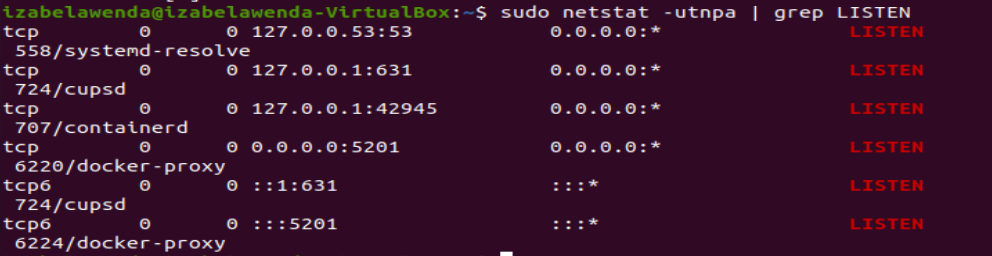 izabelawenda@izabelawenda-VirtualBox:~$ sudo netstat -utnpa | grep LISTEN
tcp 0 0 127.0.0.53:53 0.0.0.0:* LISTEN
558/systemd-resolve
tcp 0 0 127.0.0.1:631 0.0.0.0:* LISTEN
724/cupsd
tcp 0 0 127.0.0.1:42945 0.0.0.0:* LISTEN
707/containerd
tcp 0 0 0.0.0.0:5201 0.0.0.0:* LISTEN
6220/docker-proxy
tcp6 0 0 ::1:631 :::* LISTEN
724/cupsd
tcp6 0 0 :::5201 :::* LISTEN
6224/docker-proxy